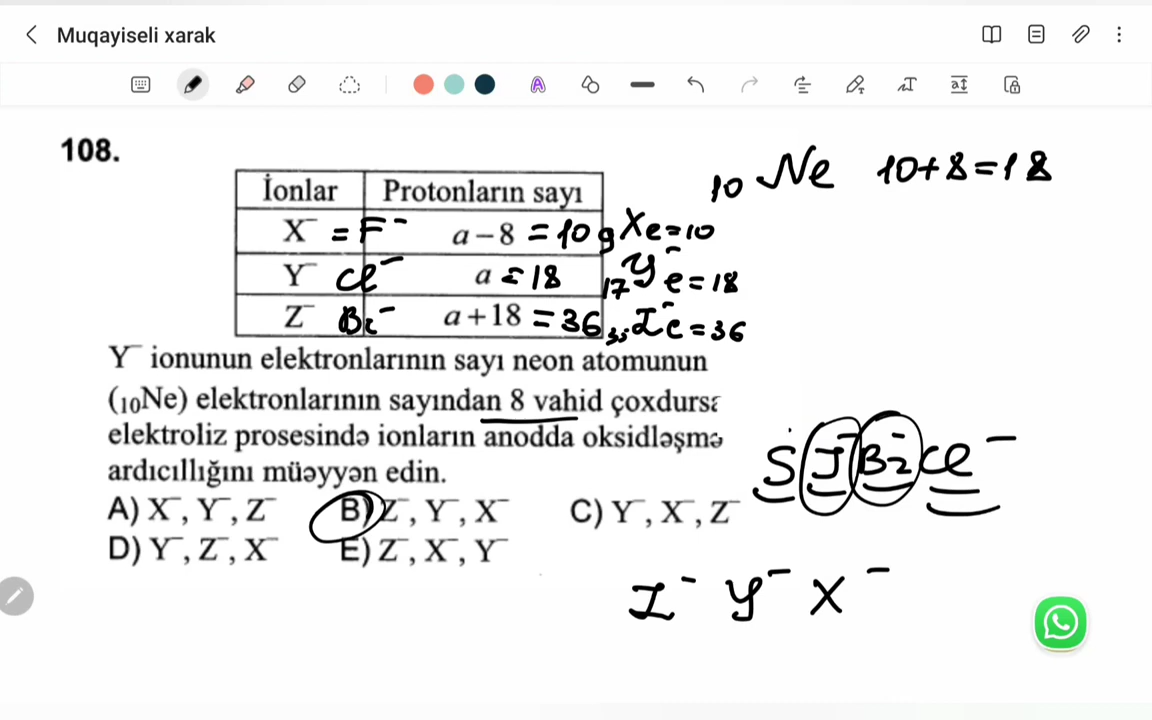 Muqayiseli xarak
108.
₁₀Ne 10+8=18
İonlar Protonların sayı
X⁻ = F⁻ a−8 = 10 ₉X e⁻=10
Y⁻ Cl⁻ a = 18 ₁₇Y e⁻=18
Z⁻ Br⁻ a+18 = 36 ₃₅Z e⁻=36
Y⁻ ionunun elektronlarının sayı neon atomunun
(₁₀Ne) elektronlarının sayından 8 vahid çoxdursa
elektroliz prosesində ionların anodda oksidləşmə
ardıcıllığını müəyyən edin.
S J⁻ Br⁻ Cl⁻
A) X⁻, Y⁻, Z⁻ B) Z⁻, Y⁻, X⁻ C) Y⁻, X⁻, Z⁻
D) Y⁻, Z⁻, X⁻ E) Z⁻, X⁻, Y⁻
Z⁻ Y⁻ X⁻